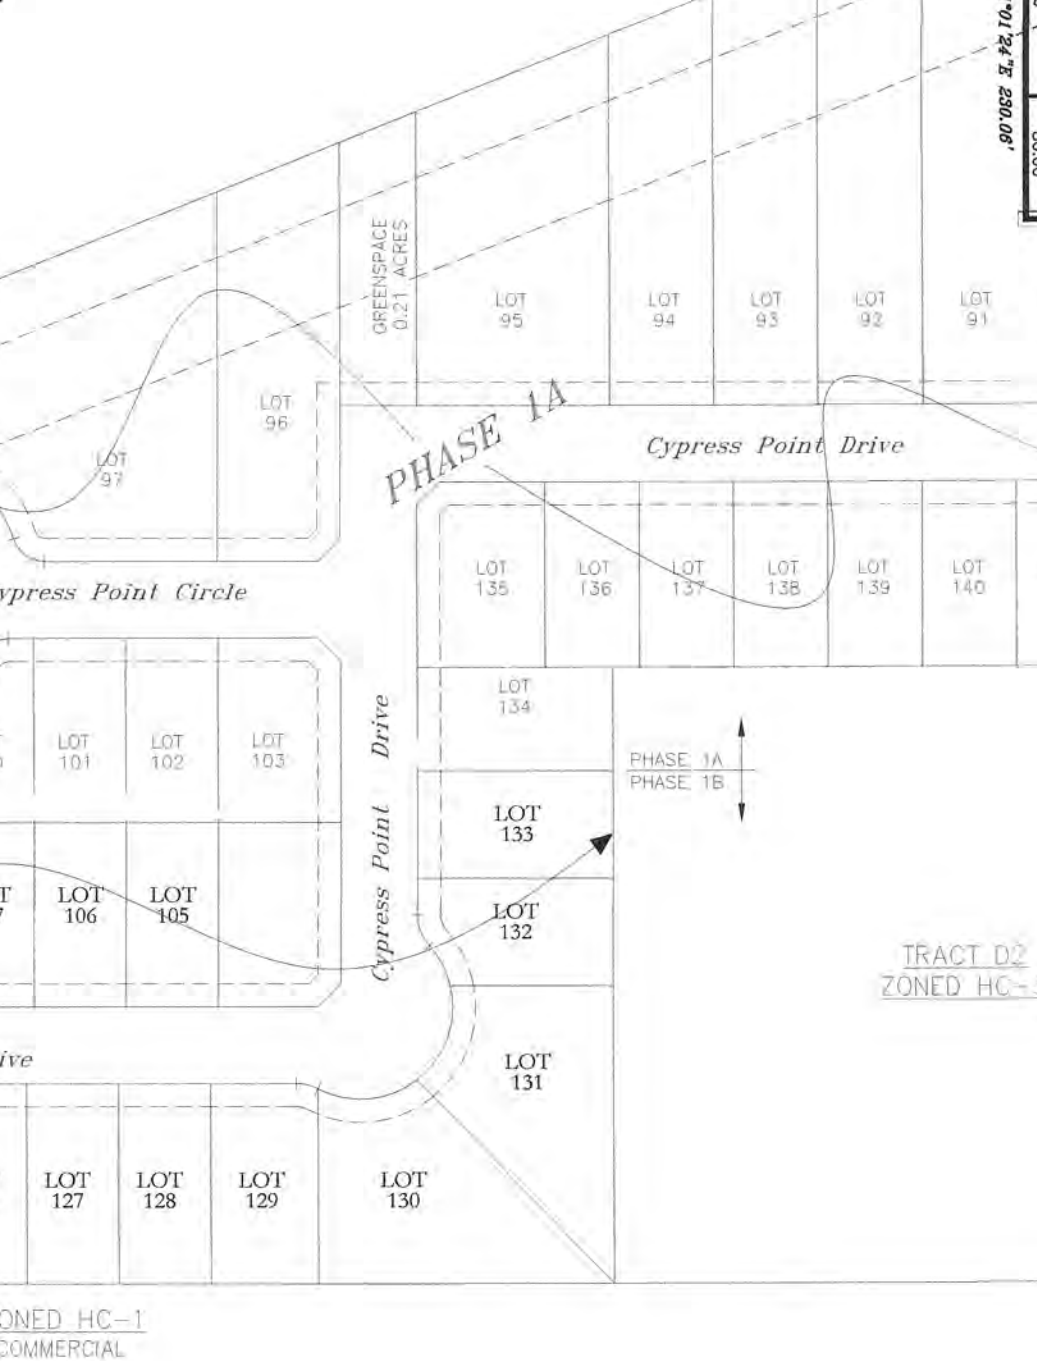 °01'24"E 230.06'
GREENSPACE
0.21 ACRES
LOT
95
LOT
94
LOT
93
LOT
92
LOT
91
LOT
96
LOT
97
PHASE 1A
Cypress Point Drive
LOT
135
LOT
136
LOT
137
LOT
138
LOT
139
LOT
140
ypress Point Circle
LOT
134
LOT
101
LOT
102
LOT
103
Cypress Point Drive
PHASE 1A
PHASE 1B
LOT
133
T
7
LOT
106
LOT
105
LOT
132
TRACT D2
ZONED HC-
ive
LOT
131
LOT
127
LOT
128
LOT
129
LOT
130
ONED HC-1
COMMERCIAL